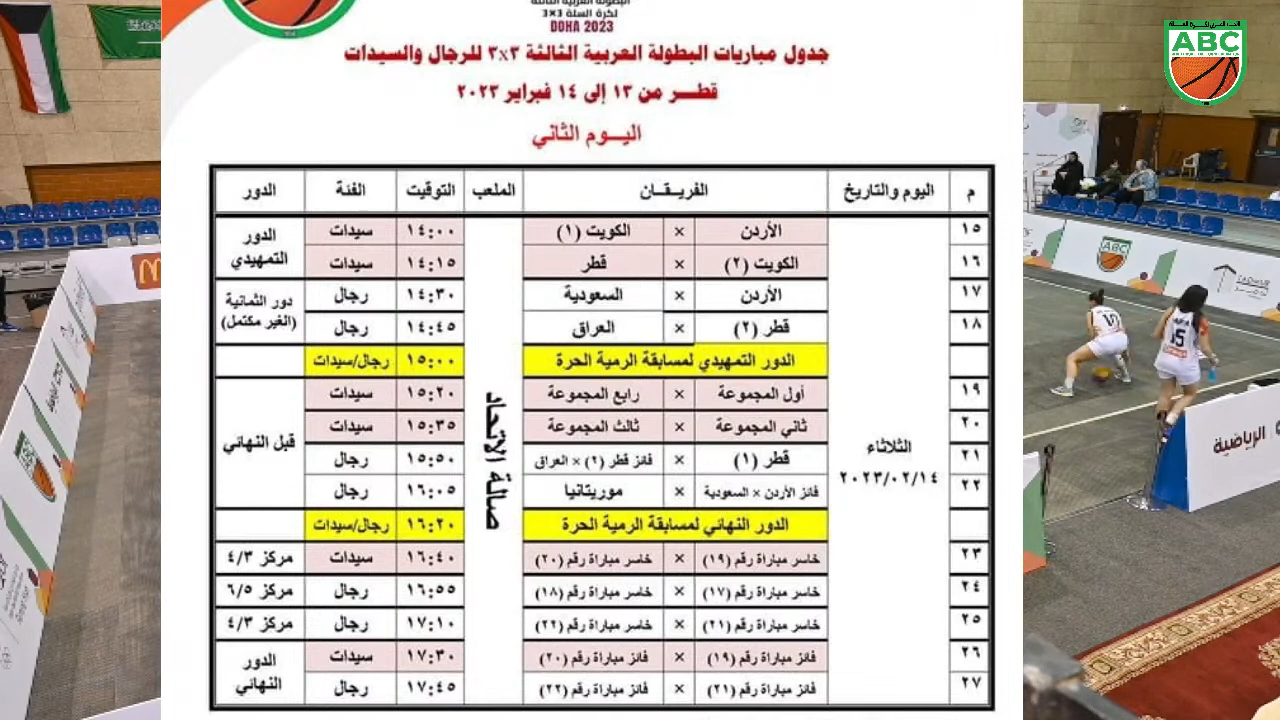 البطولة العربية الثالثة
لكرة السلة 3×3
DOHA 2023
جدول مباريات البطولة العربية الثالثة ٣x٣ للرجال والسيدات
قطـــر من ١٣ إلى ١٤ فبراير ٢٠٢٣
اليـــوم الثاني
م اليوم والتاريخ الفريـقــان الملعب التوقيت الفئة الدور
١٥ الأردن × الكويت (١) ١٤:٠٠ سيدات
١٦ الكويت (٢) × قطر ١٤:١٥ سيدات
الدور التمهيدي
١٧ الأردن × السعودية ١٤:٣٠ رجال
١٨ قطر (٢) × العراق ١٤:٤٥ رجال
دور الثمانية
(الغير مكتمل)
الدور التمهيدي لمسابقة الرمية الحرة ١٥:٠٠ رجال/سيدات
١٩ أول المجموعة × رابع المجموعة ١٥:٢٠ سيدات
٢٠ ثاني المجموعة × ثالث المجموعة ١٥:٣٥ سيدات
٢١ قطر (١) × فائز قطر (٢) × العراق ١٥:٥٠ رجال
٢٢ فائز الأردن × السعودية × موريتانيا ١٦:٠٥ رجال
قبل النهائي
الثلاثاء
٢٠٢٣/٠٢/١٤
صالة الاتحاد
الدور النهائي لمسابقة الرمية الحرة ١٦:٢٠ رجال/سيدات
٢٣ خاسر مباراة رقم (١٩) × خاسر مباراة رقم (٢٠) ١٦:٤٠ سيدات مركز ٤/٣
٢٤ خاسر مباراة رقم (١٧) × خاسر مباراة رقم (١٨) ١٦:٥٥ رجال مركز ٦/٥
٢٥ خاسر مباراة رقم (٢١) × خاسر مباراة رقم (٢٢) ١٧:١٠ رجال مركز ٤/٣
٢٦ فائز مباراة رقم (١٩) × فائز مباراة رقم (٢٠) ١٧:٣٠ سيدات
٢٧ فائز مباراة رقم (٢١) × فائز مباراة رقم (٢٢) ١٧:٤٥ رجال
الدور النهائي
ABC
ABC
15
الرياضية